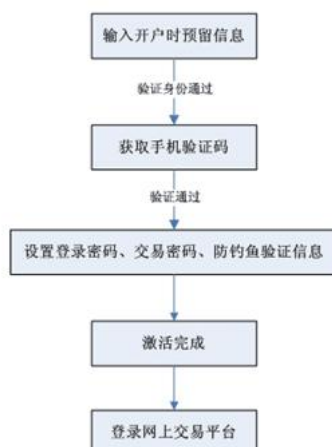 输入开户时预留信息
验证身份通过
获取手机验证码
验证通过
设置登录密码、交易密码、防钓鱼验证信息
激活完成
登录网上交易平台